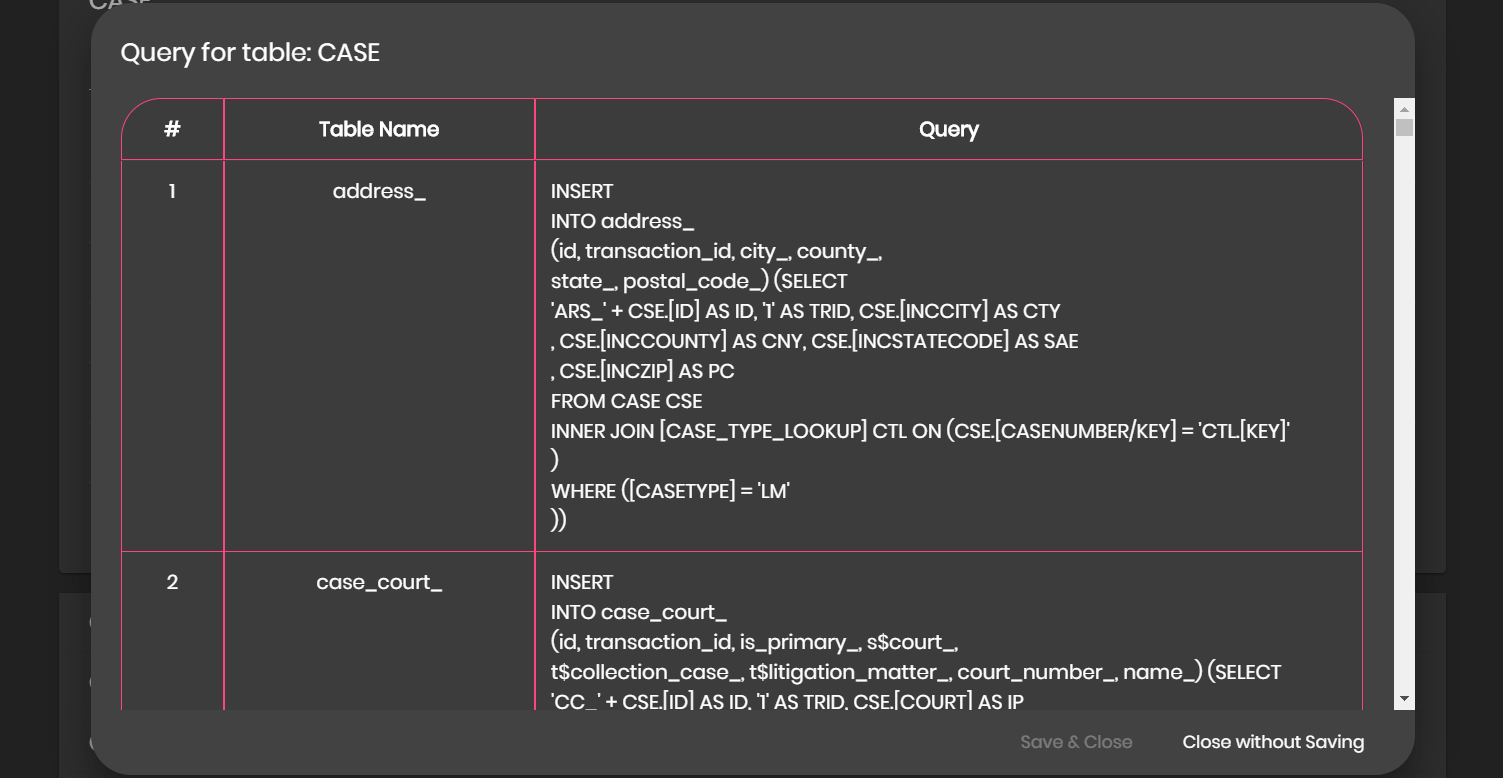 CASE
Query for table: CASE
# Table Name Query
1 address_ INSERT
INTO address_
(id, transaction_id, city_, county_,
state_, postal_code_) (SELECT
'ARS_' + CSE.[ID] AS ID, '1' AS TRID, CSE.[INCCITY] AS CTY
, CSE.[INCCOUNTY] AS CNY, CSE.[INCSTATECODE] AS SAE
, CSE.[INCZIP] AS PC
FROM CASE CSE
INNER JOIN [CASE_TYPE_LOOKUP] CTL ON (CSE.[CASENUMBER/KEY] = 'CTL.[KEY]'
)
WHERE ([CASETYPE] = 'LM'
))
2 case_court_ INSERT
INTO case_court_
(id, transaction_id, is_primary_, s$court_,
t$collection_case_, t$litigation_matter_, court_number_, name_) (SELECT
'CC_' + CSE.[ID] AS ID, '1' AS TRID, CSE.[COURT] AS IP
Save & Close Close without Saving